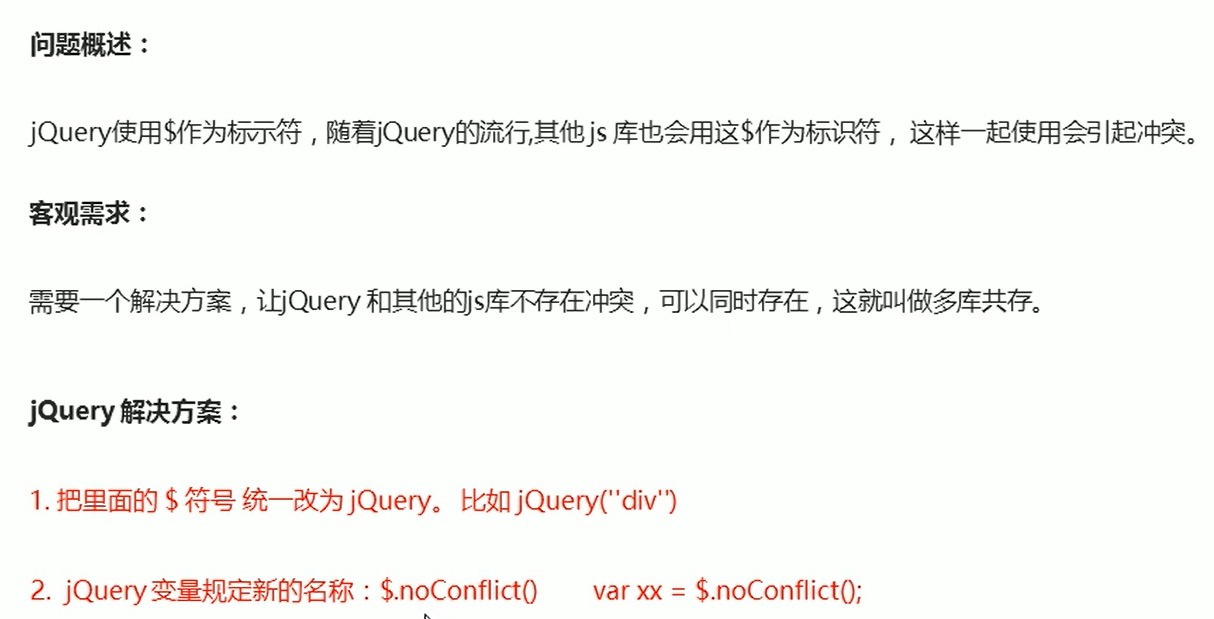 问题概述：
jQuery使用$作为标示符，随着jQuery的流行,其他 js 库也会用这$作为标识符， 这样一起使用会引起冲突。
客观需求：
需要一个解决方案，让jQuery 和其他的js库不存在冲突，可以同时存在，这就叫做多库共存。
jQuery 解决方案：
1. 把里面的 $ 符号 统一改为 jQuery。 比如 jQuery(''div'')
2. jQuery 变量规定新的名称：$.noConflict() var xx = $.noConflict();